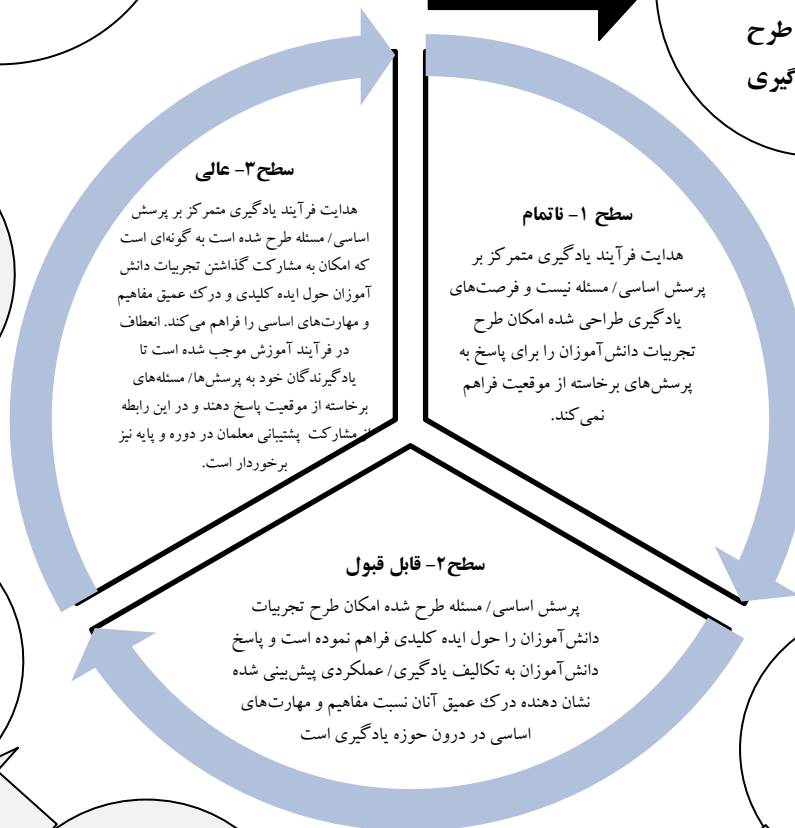 طرح
گیری
سطح ۱- ناتمام
هدایت فرآیند یادگیری متمرکز بر
پرسش اساسی/ مسئله نیست و فرصت‌های
یادگیری طراحی شده امکان طرح
تجربیات دانش‌آموزان را برای پاسخ به
پرسش‌های برخاسته از موقعیت فراهم
نمی‌کند.
سطح۲- قابل قبول
پرسش اساسی/ مسئله طرح شده امکان طرح تجربیات
دانش‌آموزان را حول ایده کلیدی فراهم نموده است و پاسخ
دانش‌آموزان به تکالیف یادگیری/ عملکردی پیش‌بینی شده
نشان دهنده درک عمیق آنان نسبت مفاهیم و مهارت‌های
اساسی در درون حوزه یادگیری است
سطح۳- عالی
هدایت فرآیند یادگیری متمرکز بر پرسش
اساسی/ مسئله طرح شده است به گونه‌ای است
که امکان به مشارکت گذاشتن تجربیات دانش
آموزان حول ایده کلیدی و درک عمیق مفاهیم
و مهارت‌های اساسی را فراهم می‌کند. انعطاف
در فرآیند آموزش موجب شده است تا
یادگیرندگان خود به پرسش‌ها/ مسئله‌های
برخاسته از موقعیت پاسخ دهند و در این رابطه
از مشارکت پشتیبانی معلمان در دوره و پایه نیز
برخوردار است.